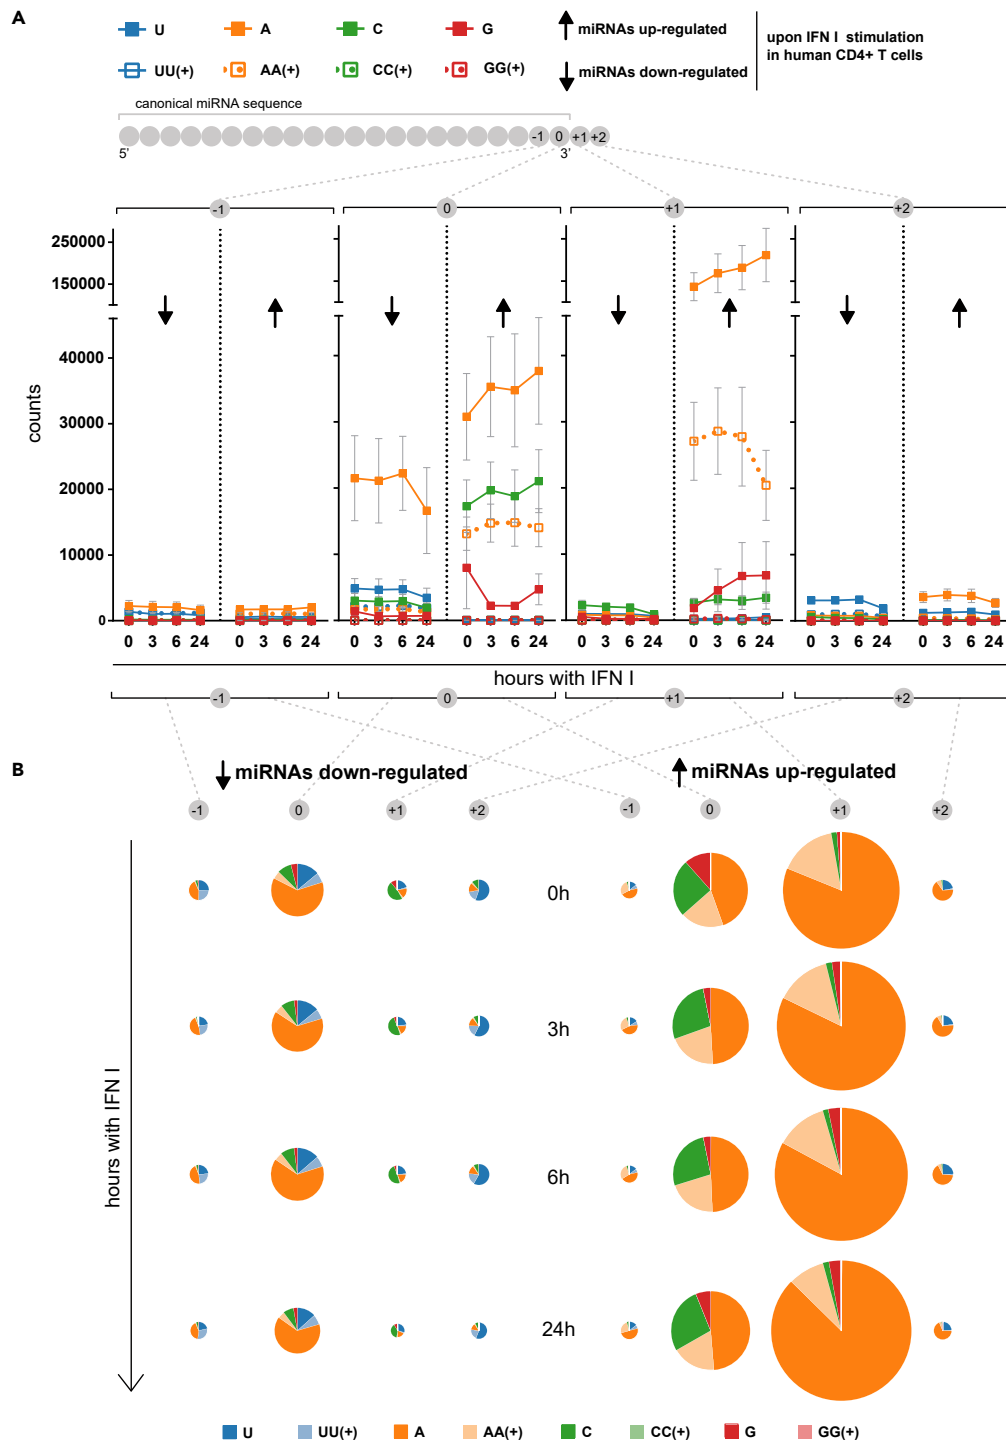 A
U A C G miRNAs up-regulated
upon IFN I stimulation
in human CD4+ T cells
UU(+) AA(+) CC(+) GG(+) miRNAs down-regulated
canonical miRNA sequence
-1 0 +1 +2
5' 3'
-1 0 +1 +2
250000
150000
40000
30000
20000
10000
0
counts
0 3 6 24 0 3 6 24 0 3 6 24 0 3 6 24 0 3 6 24 0 3 6 24 0 3 6 24 0 3 6 24
hours with IFN I
-1 0 +1 +2
B
miRNAs down-regulated miRNAs up-regulated
-1 0 +1 +2 -1 0 +1 +2
0h
3h
6h
24h
hours with IFN I
U UU(+) A AA(+) C CC(+) G GG(+)